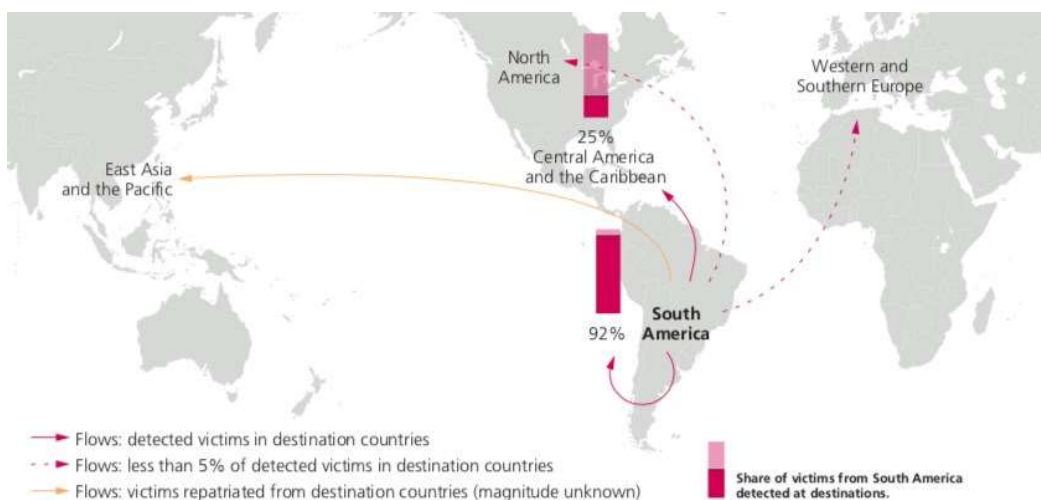 North
America
Western and
Southern Europe
25%
Central America
and the Caribbean
East Asia
and the Pacific
92%
South
America
Flows: detected victims in destination countries
Flows: less than 5% of detected victims in destination countries
Flows: victims repatriated from destination countries (magnitude unknown)
Share of victims from South America
detected at destinations.